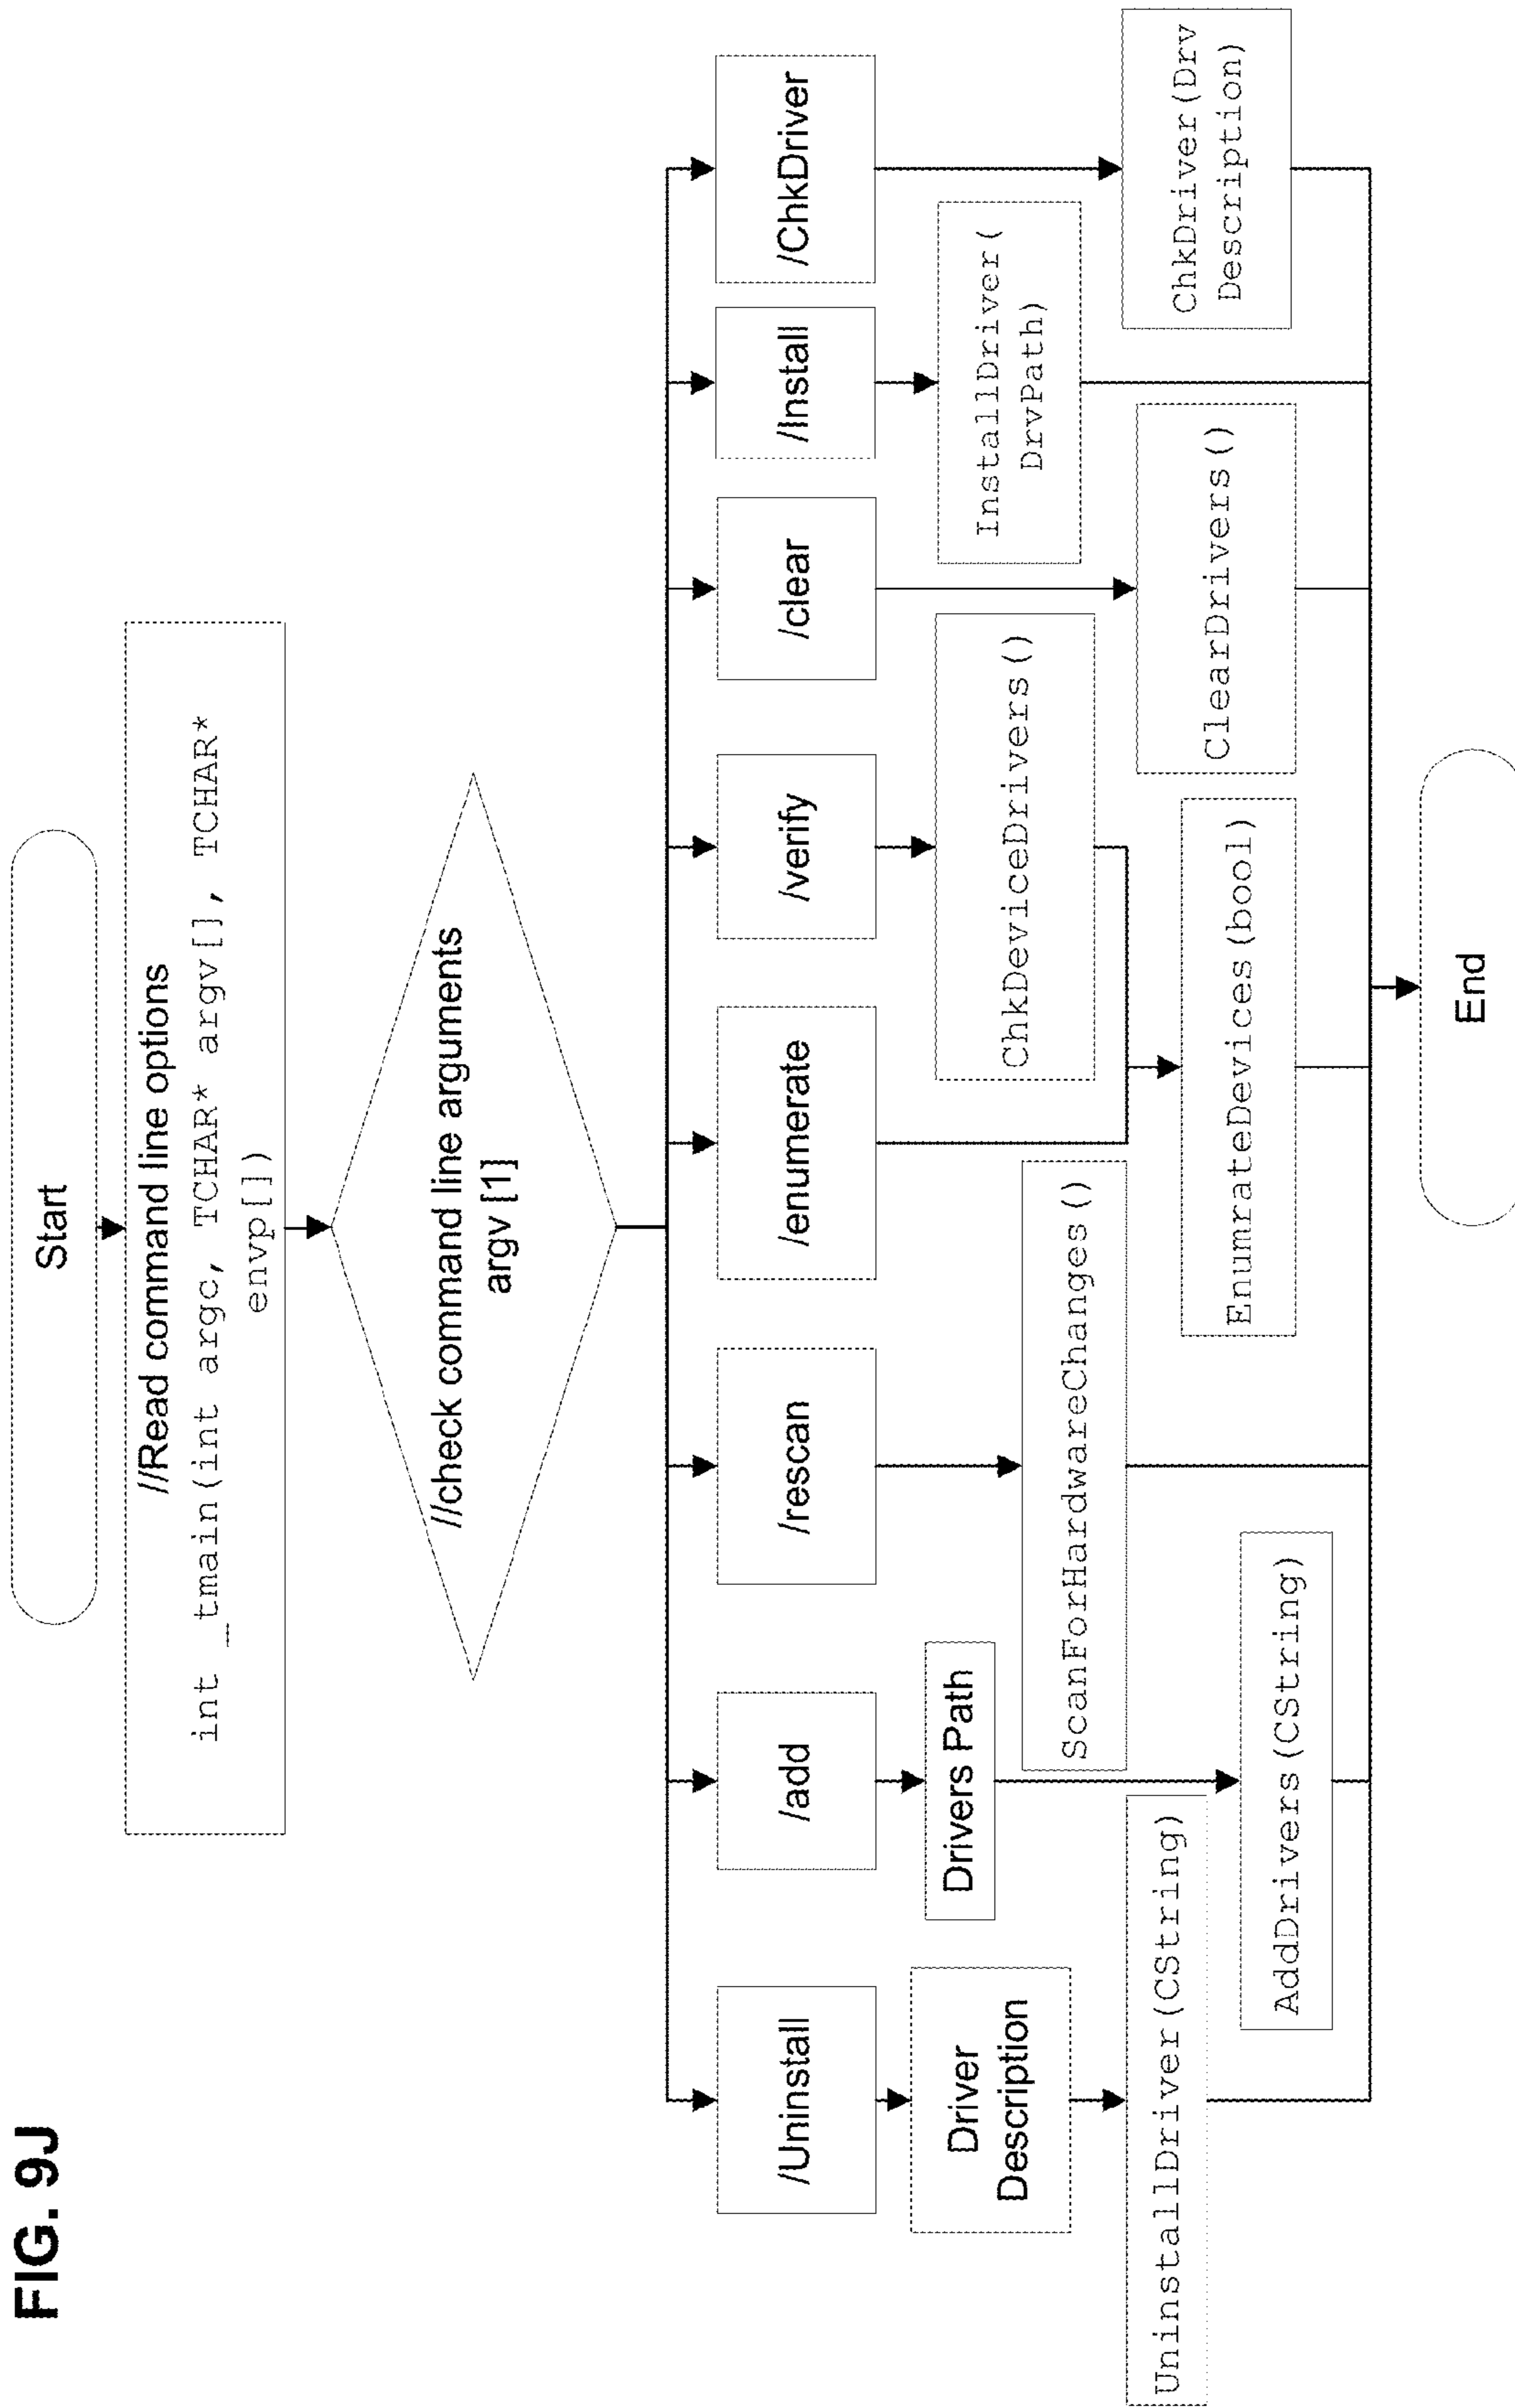 FIG. 9J
Start
//Read command line options
int _tmain(int argc, TCHAR* argv[], TCHAR*
envp[])
//check command line arguments
argv [1]
/Uninstall
/add
/rescan
/enumerate
/verify
/clear
/Install
/ChkDriver
Driver
Description
Drivers Path
ChkDeviceDrivers()
InstallDriver(
DrvPath)
ScanForHardwareChanges()
UninstallDriver(CString)
AddDrivers(CString)
EnumrateDevices(bool)
ClearDrivers()
ChkDriver(Drv
Description)
End